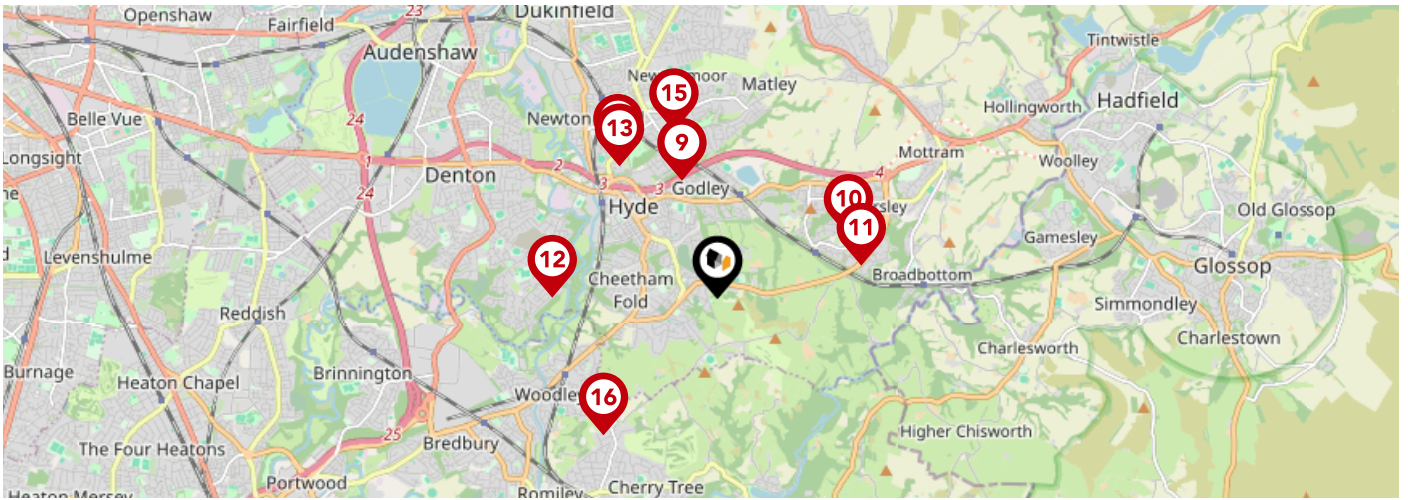 Openshaw
Fairfield
23
Dukinfield
Audenshaw
Tintwistle
15
Matley
Hollingworth
Hadfield
Belle Vue
24
Newton
13
9
Mottram
Woolley
Longsight
1
2
4
Denton
3
3
Godley
24
Hyde
10
Old Glossop
11
Gamesley
Levenshulme
12
Glossop
Cheetham
Fold
Broadbottom
Simmondley
Reddish
Charlestown
Charlesworth
Burnage
Heaton Chapel
Brinnington
Woodley
16
Higher Chisworth
25
Bredbury
The Four Heatons
Portwood
Cherry Tree
Romiley
Heaton Mersey